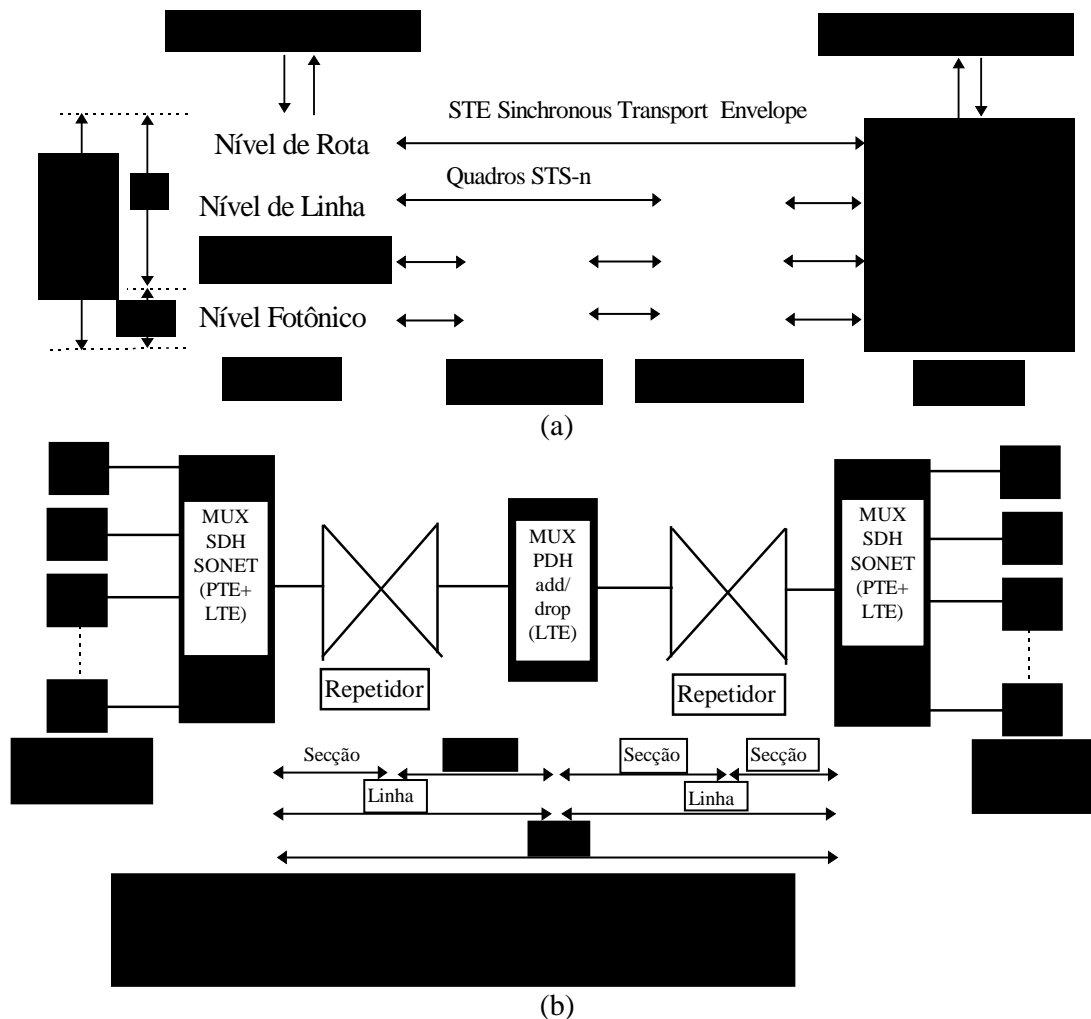 STE Sinchronous Transport Envelope
Nível de Rota
Quadros STS-n
Nível de Linha
Nível Fotônico
(a)
MUX
SDH
SONET
(PTE+
LTE)
MUX
PDH
add/
drop
(LTE)
MUX
SDH
SONET
(PTE+
LTE)
Repetidor
Repetidor
Secção
Secção
Secção
Linha
Linha
(b)